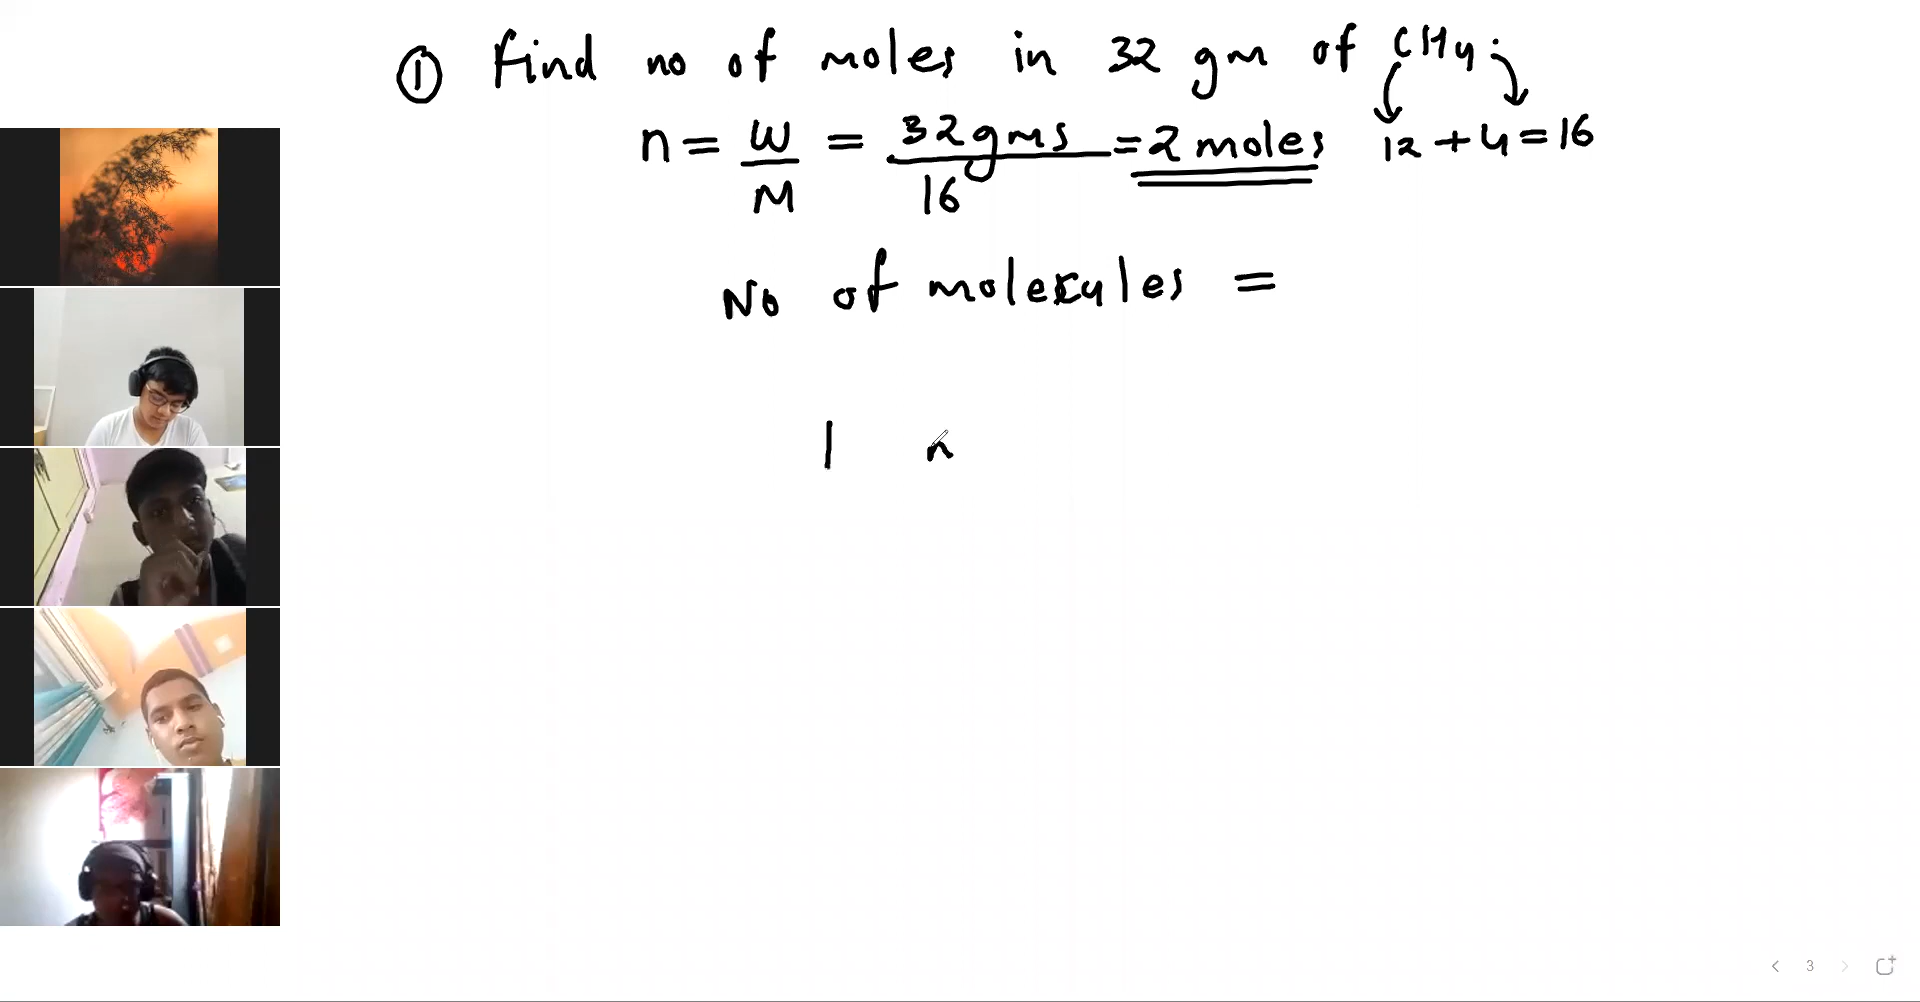 ① Find no of moles in 32 gm of CH4:
n = W/M = 32gms/16 = 2 moles 12 + 4 = 16
No of molecules =
1 n
3